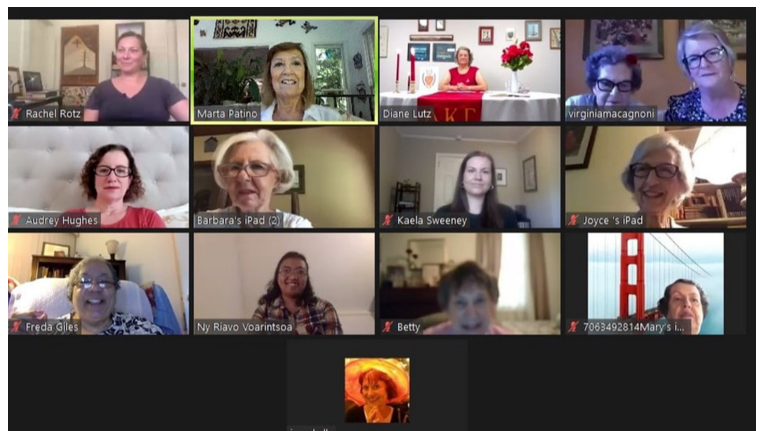 Rachel Rotz
Marta Patino
Diane Lutz
virginiamacagnoni
ΔKΓ
Audrey Hughes
Barbara's iPad (2)
Kaela Sweeney
Joyce 's iPad
Freda Giles
Ny Riavo Voarintsoa
Betty
7063492814Mary's i...